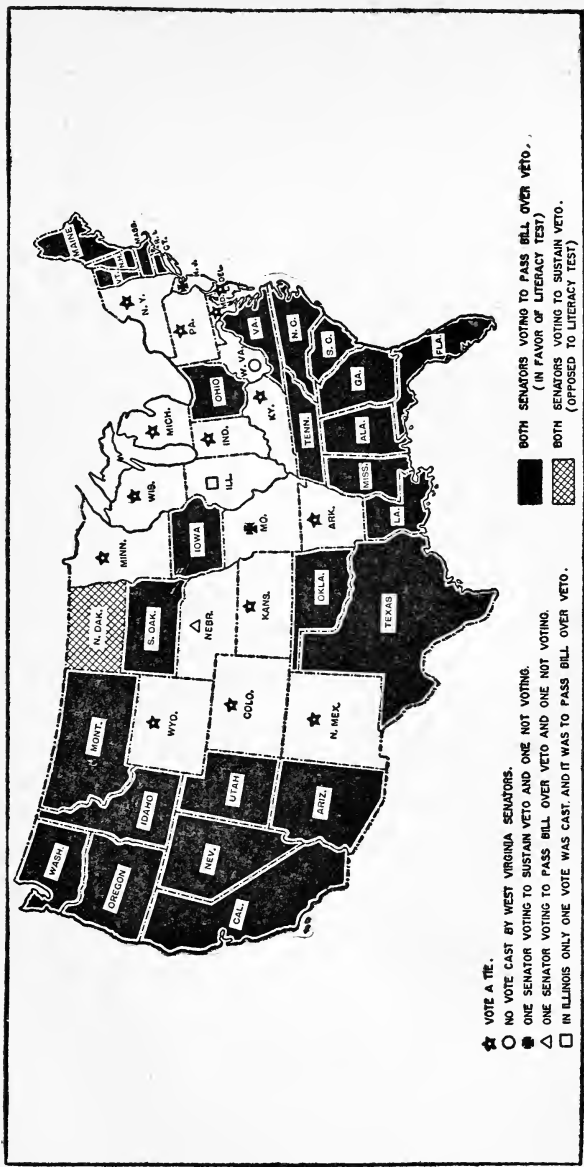 WASH.
OREGON
CAL.
NEV.
IDAHO
MONT.
WYO.
UTAH
ARIZ.
COLO.
N. MEX.
N. DAK.
S. DAK.
NEBR.
KANS.
OKLA.
TEXAS
MINN.
IOWA
MO.
ARK.
LA.
WIS.
ILL.
MICH.
IND.
OHIO
KY.
TENN.
MISS.
ALA.
GA.
FLA.
S. C.
N. C.
VA.
W. VA.
PA.
N. Y.
DEL.
VT.
N.H.
MAINE
MASS.
CT.
VOTE A TIE.
NO VOTE CAST BY WEST VIRGINIA SENATORS.
ONE SENATOR VOTING TO SUSTAIN VETO AND ONE NOT VOTING.
ONE SENATOR VOTING TO PASS BILL OVER VETO AND ONE NOT VOTING.
IN ILLINOIS ONLY ONE VOTE WAS CAST, AND IT WAS TO PASS BILL OVER VETO.
BOTH SENATORS VOTING TO PASS BILL OVER VETO.
(IN FAVOR OF LITERACY TEST)
BOTH SENATORS VOTING TO SUSTAIN VETO.
(OPPOSED TO LITERACY TEST)